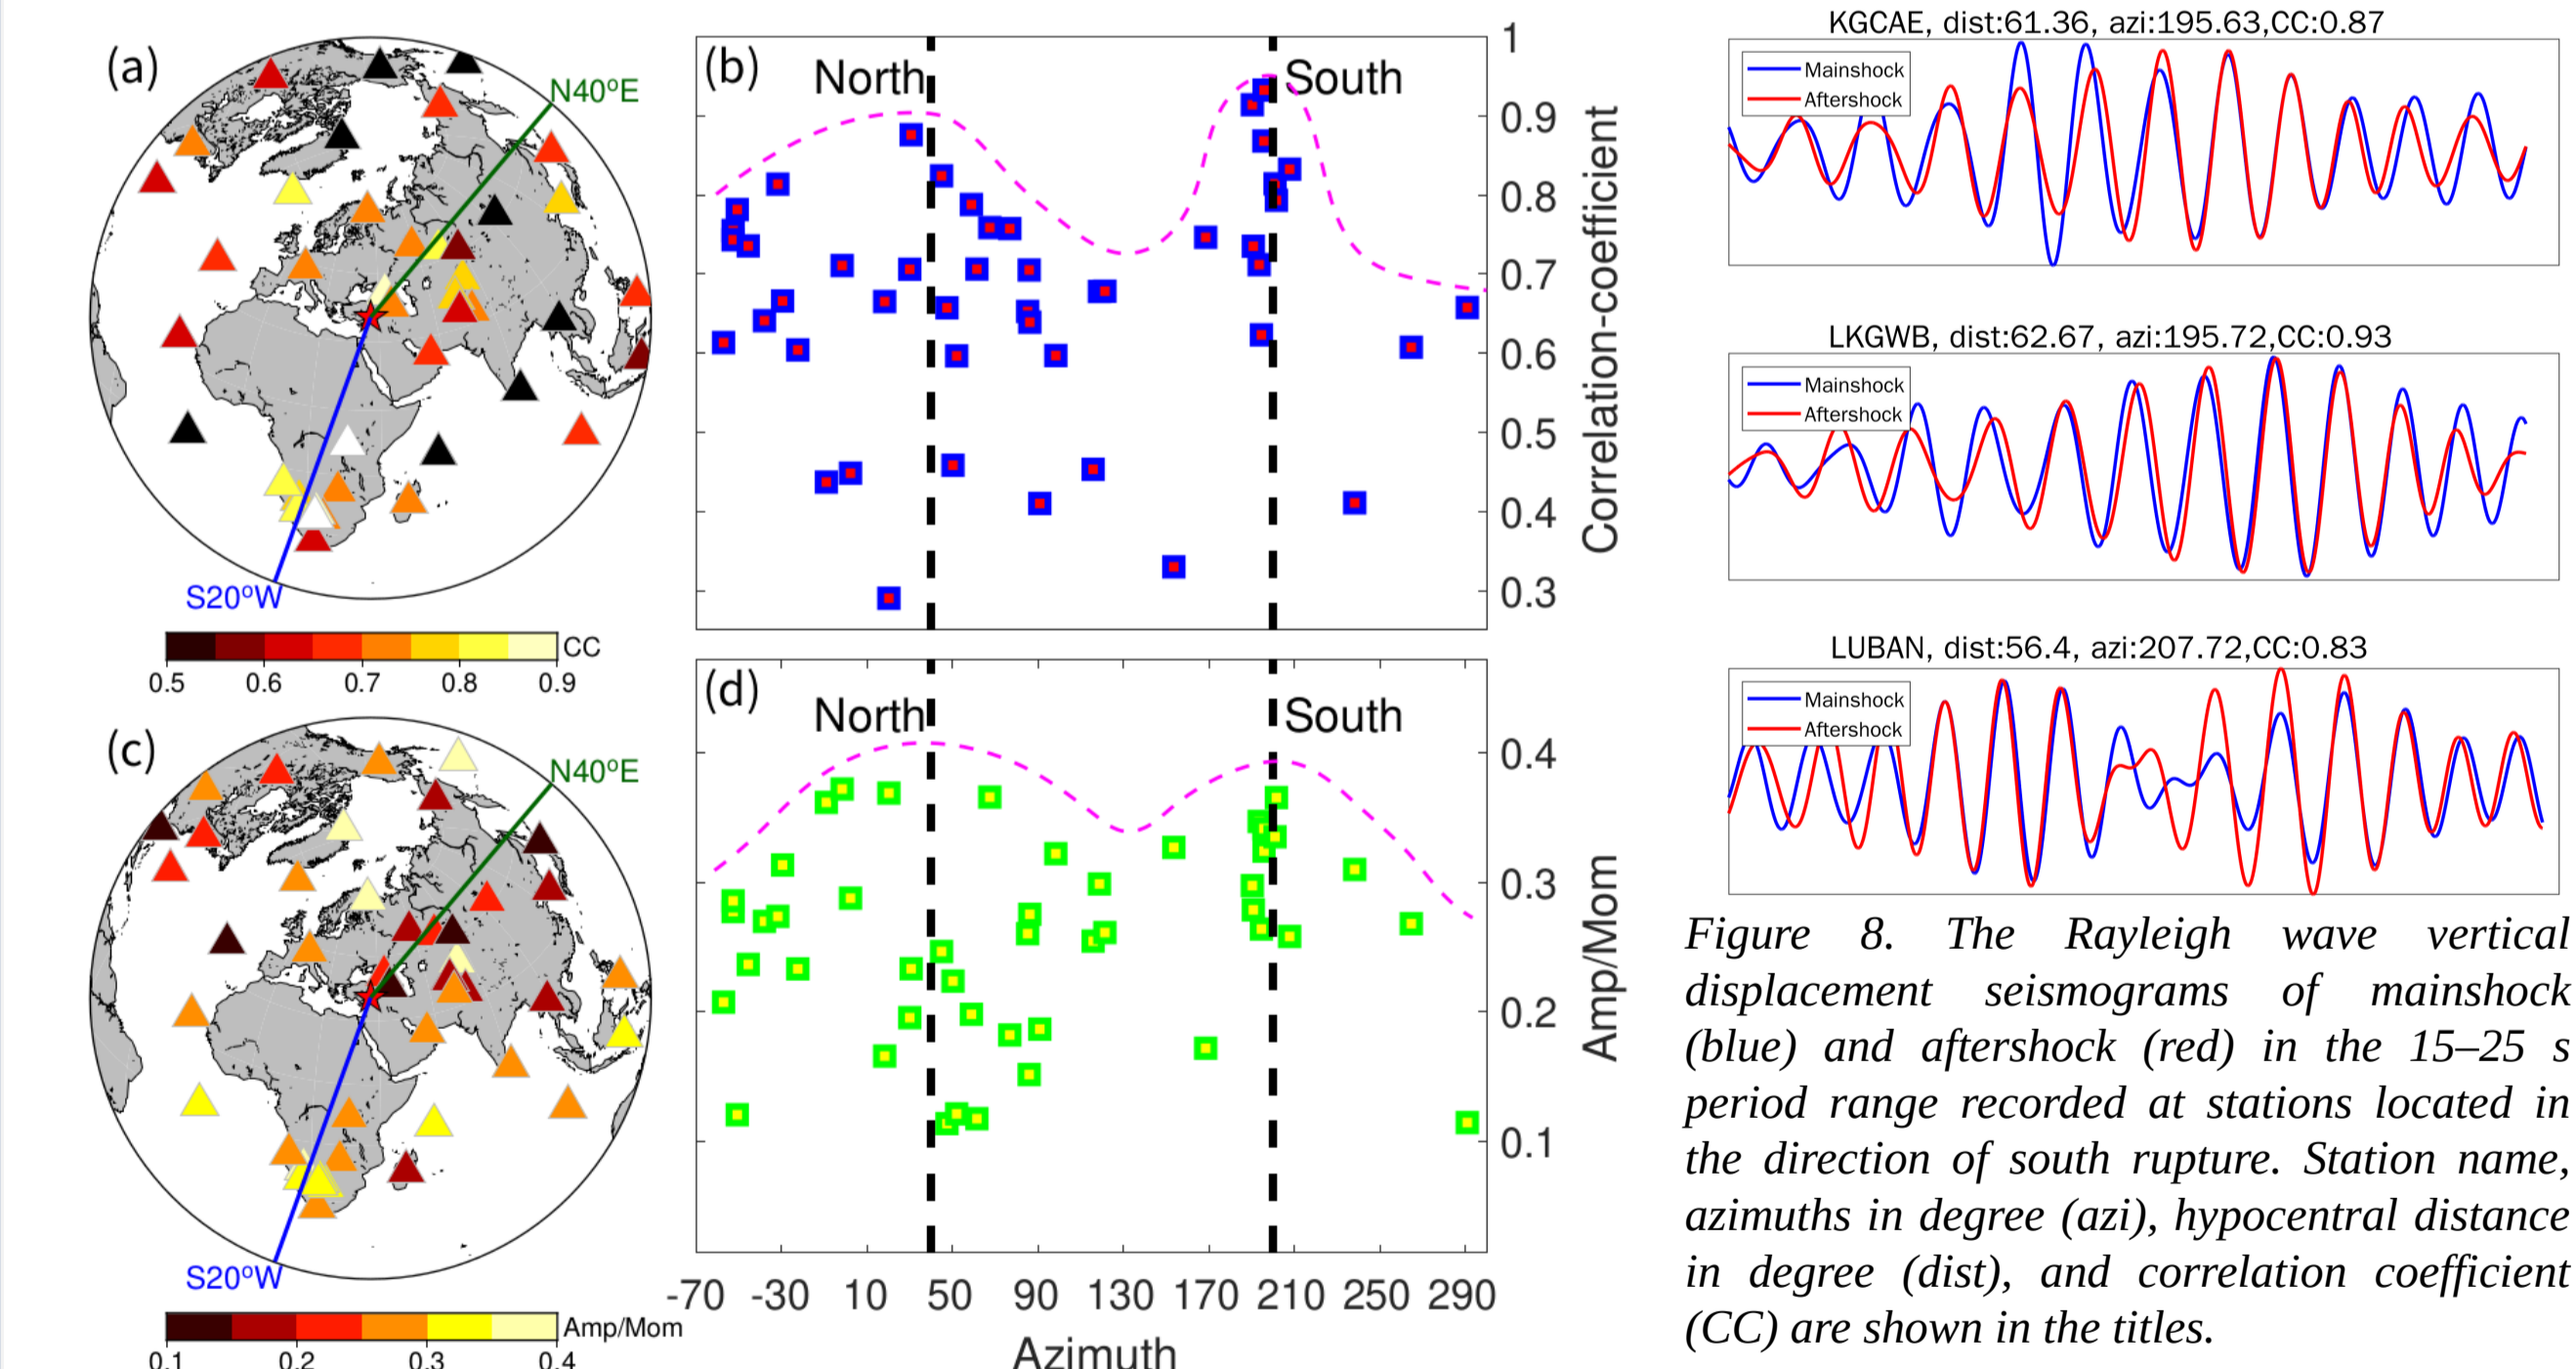 (a)
N40ºE
S20ºW
CC
0.5 0.6 0.7 0.8 0.9
(b)
North
South
1
0.9
0.8
0.7
0.6
0.5
0.4
0.3
Correlation-coefficient
(c)
N40ºE
S20ºW
Amp/Mom
0.1 0.2 0.3 0.4
(d)
North
South
0.4
0.3
0.2
0.1
Amp/Mom
-70 -30 10 50 90 130 170 210 250 290
Azimuth
KGCAE, dist:61.36, azi:195.63,CC:0.87
Mainshock
Aftershock
LKGWB, dist:62.67, azi:195.72,CC:0.93
Mainshock
Aftershock
LUBAN, dist:56.4, azi:207.72,CC:0.83
Mainshock
Aftershock
Figure 8. The Rayleigh wave vertical
displacement seismograms of mainshock
(blue) and aftershock (red) in the 15–25 s
period range recorded at stations located in
the direction of south rupture. Station name,
azimuths in degree (azi), hypocentral distance
in degree (dist), and correlation coefficient
(CC) are shown in the titles.